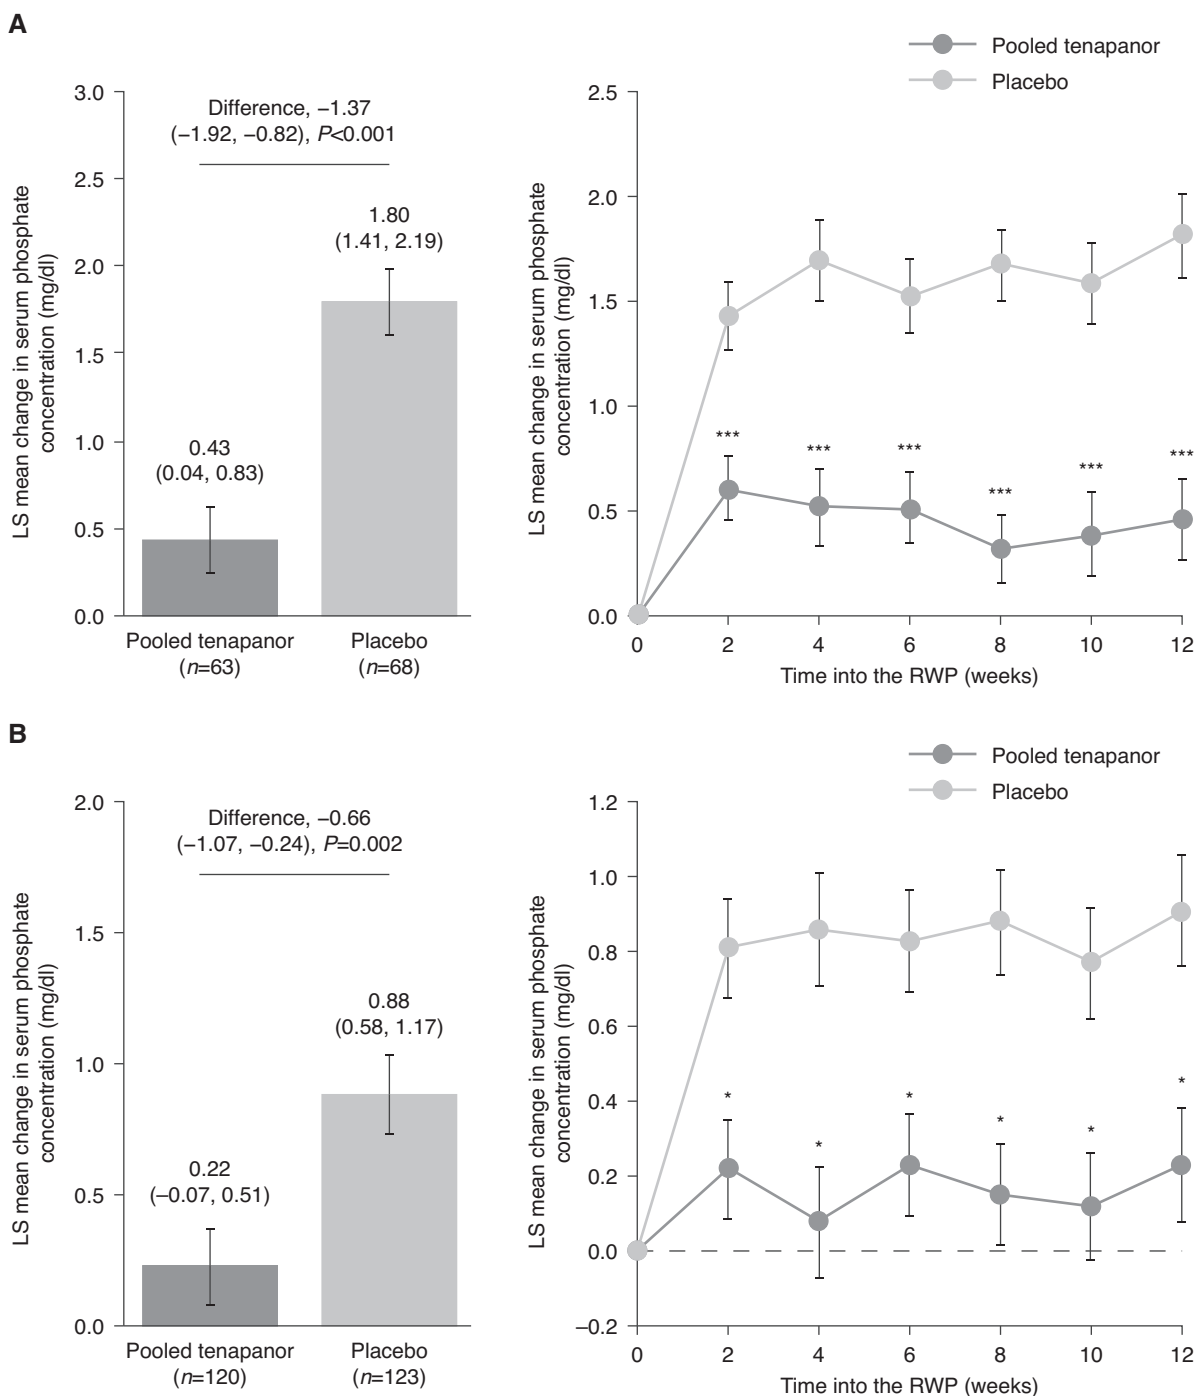 A
Pooled tenapanor
Placebo
LS mean change in serum phosphate
concentration (mg/dl)
3.0
2.5
2.0
1.5
1.0
0.5
0.0
Difference, −1.37
(−1.92, −0.82), P<0.001
1.80
(1.41, 2.19)
0.43
(0.04, 0.83)
Pooled tenapanor
(n=63)
Placebo
(n=68)
LS mean change in serum phosphate
concentration (mg/dl)
2.5
2.0
1.5
1.0
0.5
0.0
*** *** *** *** *** ***
0 2 4 6 8 10 12
Time into the RWP (weeks)
B
Pooled tenapanor
Placebo
LS mean change in serum phosphate
concentration (mg/dl)
2.0
1.5
1.0
0.5
0.0
Difference, −0.66
(−1.07, −0.24), P=0.002
0.88
(0.58, 1.17)
0.22
(−0.07, 0.51)
Pooled tenapanor
(n=120)
Placebo
(n=123)
LS mean change in serum phosphate
concentration (mg/dl)
1.2
1.0
0.8
0.6
0.4
0.2
0.0
−0.2
* * * * * *
0 2 4 6 8 10 12
Time into the RWP (weeks)